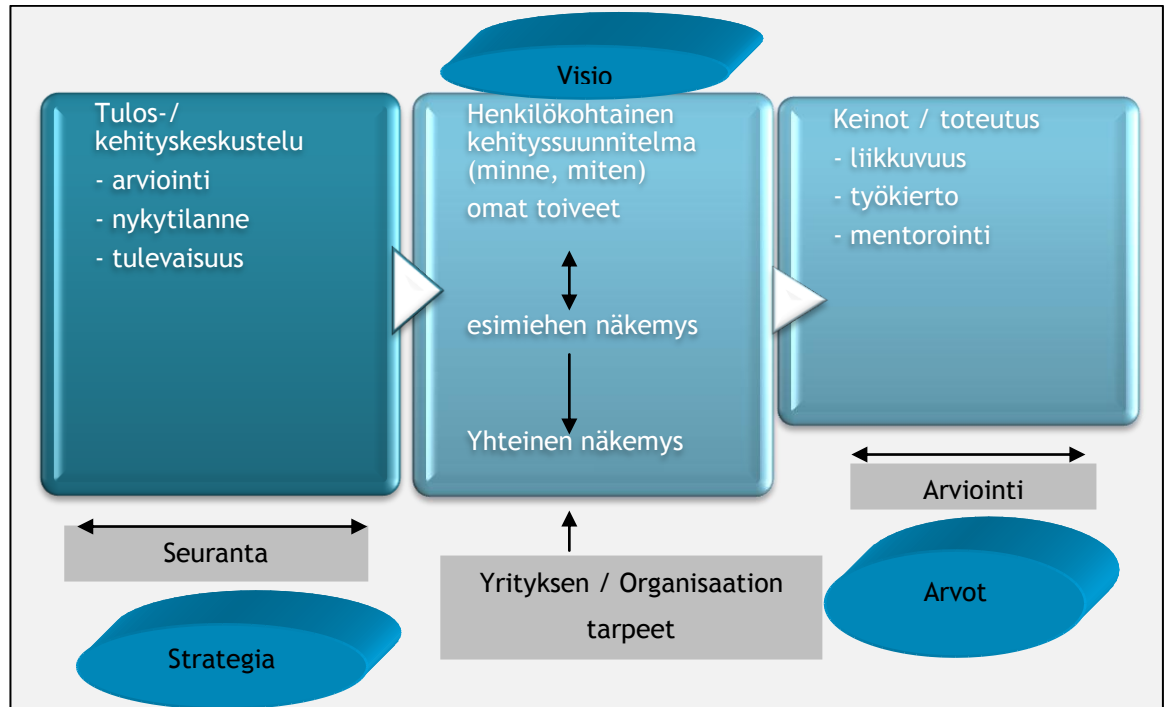 Visio
Tulos-/
kehityskeskustelu
- arviointi
- nykytilanne
- tulevaisuus
Henkilökohtainen
kehityssuunnitelma
(minne, miten)
omat toiveet
esimiehen näkemys
Yhteinen näkemys
Keinot / toteutus
- liikkuvuus
- työkierto
- mentorointi
Seuranta
Strategia
Yrityksen / Organisaation
tarpeet
Arviointi
Arvot